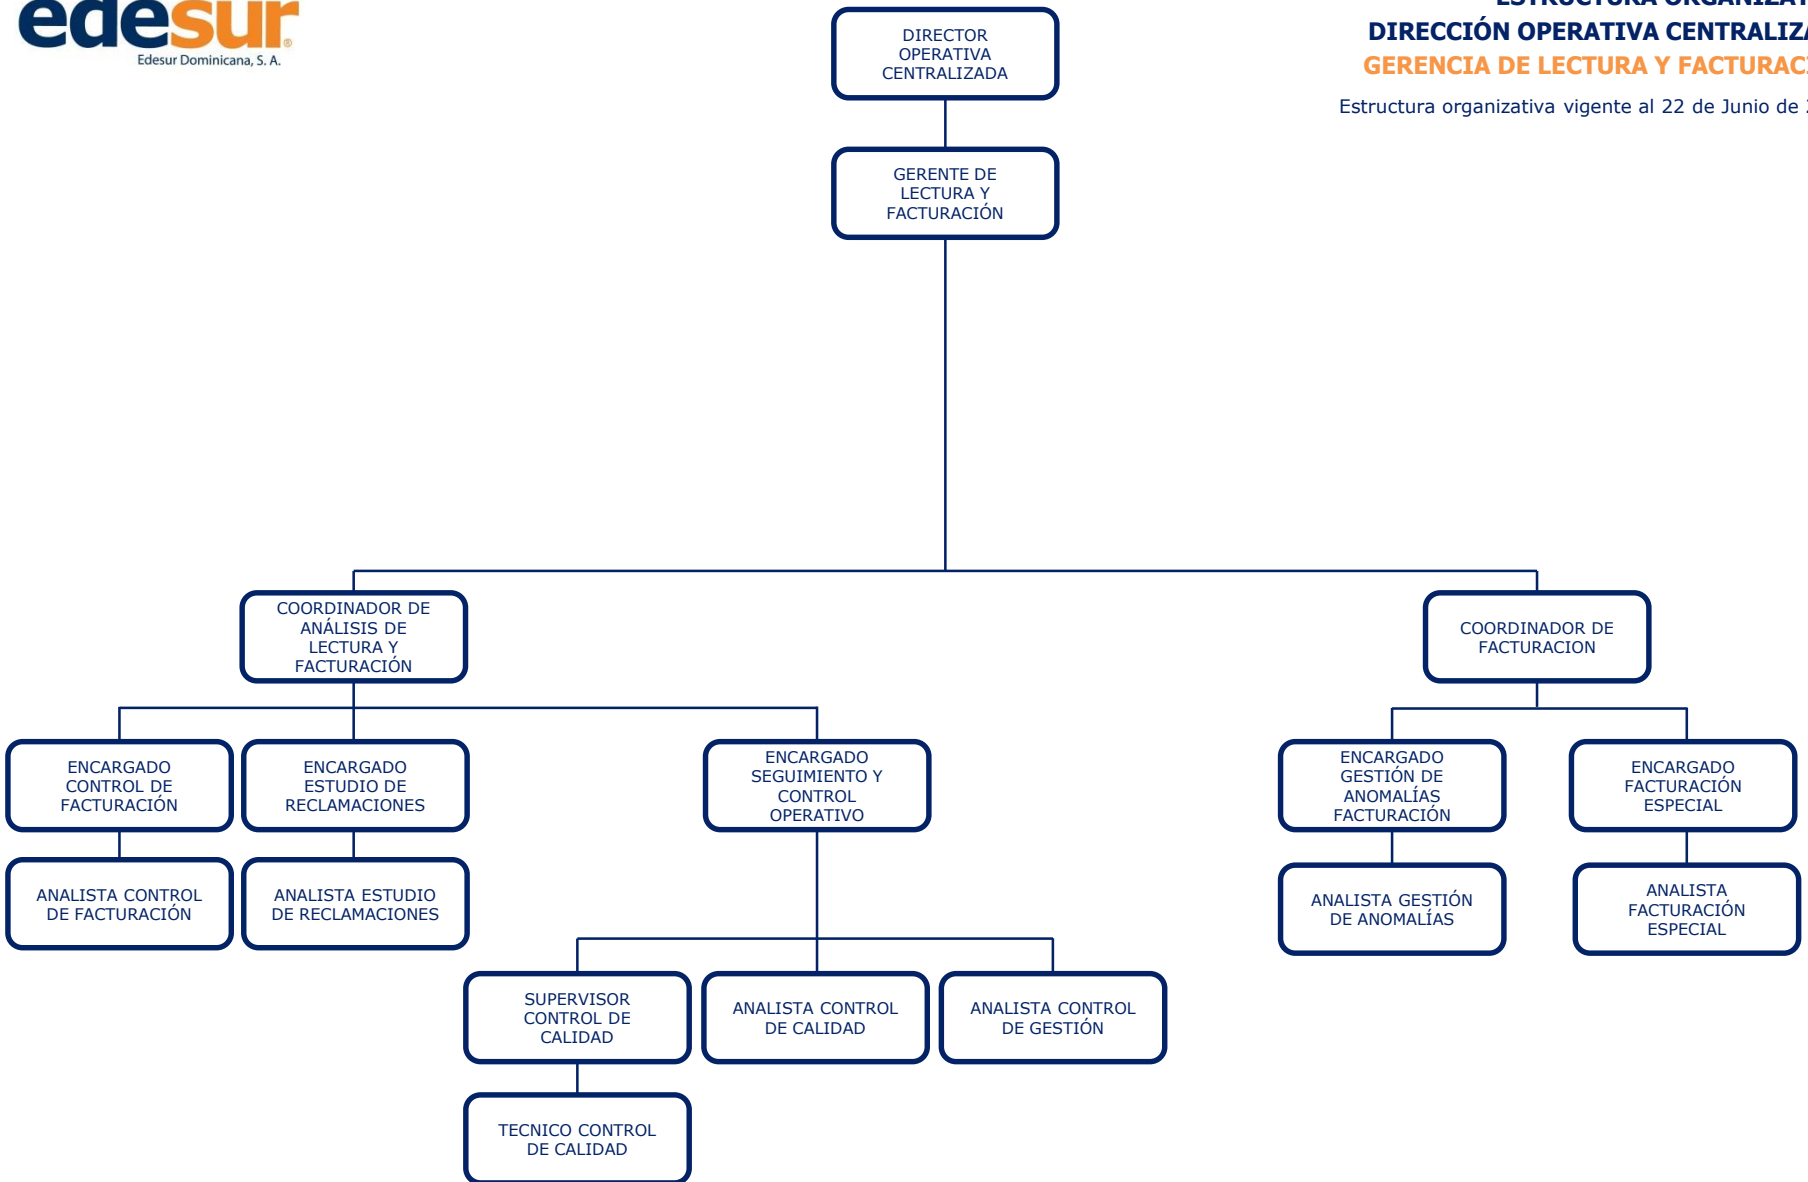 edesur
Edesur Dominicana, S. A.
DIRECCIÓN OPERATIVA
GERENCIA DE LECTURA Y
Estructura organizativa vigente al 22 de Junio de
DIRECTOR
OPERATIVA
CENTRALIZADA
GERENTE DE
LECTURA Y
FACTURACIÓN
COORDINADOR DE
ANÁLISIS DE
LECTURA Y
FACTURACIÓN
COORDINADOR DE
FACTURACION
ENCARGADO
CONTROL DE
FACTURACIÓN
ENCARGADO
ESTUDIO DE
RECLAMACIONES
ENCARGADO
SEGUIMIENTO Y
CONTROL
OPERATIVO
ENCARGADO
GESTIÓN DE
ANOMALÍAS
FACTURACIÓN
ENCARGADO
FACTURACIÓN
ESPECIAL
ANALISTA CONTROL
DE FACTURACIÓN
ANALISTA ESTUDIO
DE RECLAMACIONES
ANALISTA GESTIÓN
DE ANOMALÍAS
ANALISTA
FACTURACIÓN
ESPECIAL
SUPERVISOR
CONTROL DE
CALIDAD
ANALISTA CONTROL
DE CALIDAD
ANALISTA CONTROL
DE GESTIÓN
TECNICO CONTROL
DE CALIDAD